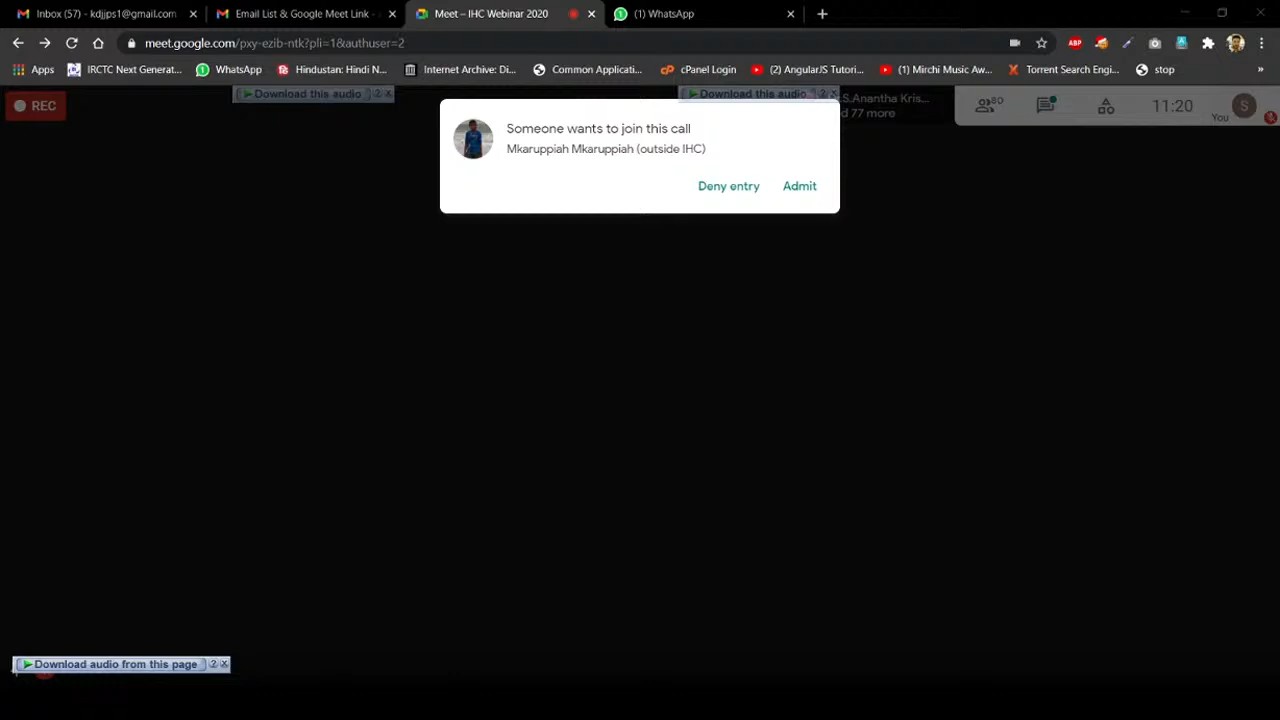 Inbox (57) - kdjjps1@gmail.com
Email List & Google Meet Link -
Meet – IHC Webinar 2020
(1) WhatsApp
meet.google.com/pxy-ezib-ntk?pli=1&authuser=2
ABP
Apps
IRCTC Next Generat...
WhatsApp
Hindustan: Hindi N...
Internet Archive: Di...
Common Applicati...
cPanel Login
(2) AngularJS Tutori...
(1) Mirchi Music Aw...
Torrent Search Engi...
stop
»
REC
Download this audio ? x
Download this audio ? x
.S.Anantha Kris...
d 77 more
80
11:20
S
You
Someone wants to join this call
Mkaruppiah Mkaruppiah (outside IHC)
Deny entry
Admit
Download audio from this page ? x